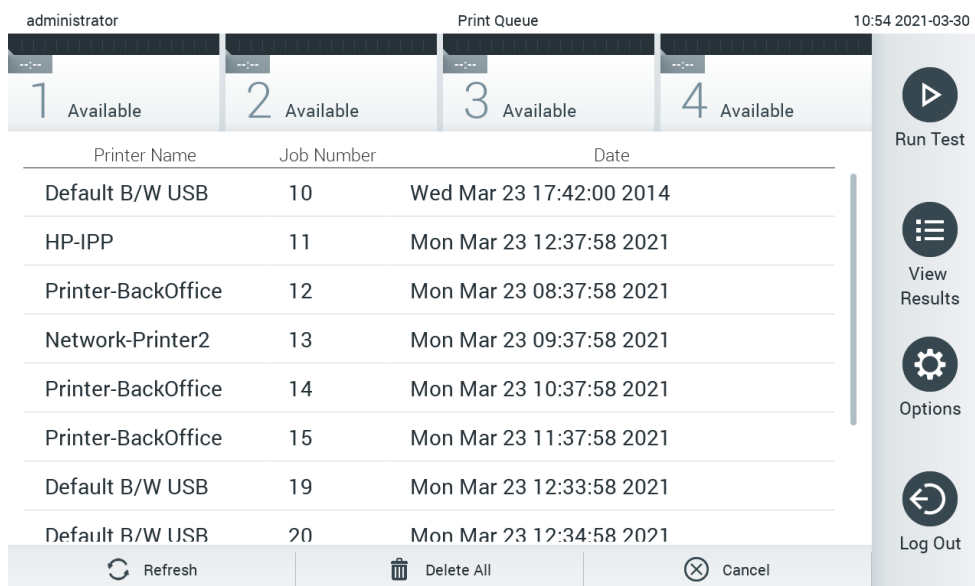 administrator Print Queue 10:54 2021-03-30
--:-- --:-- --:-- --:--
1 Available 2 Available 3 Available 4 Available
Run Test
Printer Name Job Number Date
Default B/W USB 10 Wed Mar 23 17:42:00 2014
HP-IPP 11 Mon Mar 23 12:37:58 2021
View
Results
Printer-BackOffice 12 Mon Mar 23 08:37:58 2021
Network-Printer2 13 Mon Mar 23 09:37:58 2021
Printer-BackOffice 14 Mon Mar 23 10:37:58 2021
Options
Printer-BackOffice 15 Mon Mar 23 11:37:58 2021
Default B/W USB 19 Mon Mar 23 12:33:58 2021
Default B/W USB 20 Mon Mar 23 12:34:58 2021
Log Out
Refresh Delete All Cancel